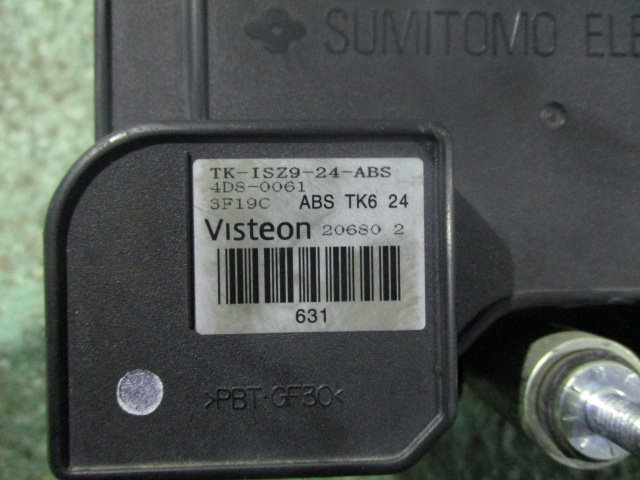 SUMITOMO ELE
TK-ISZ9-24-ABS
4D8-0061
3F19C ABS TK6 24
Visteon 20680 2
631
>PBT-GF30<